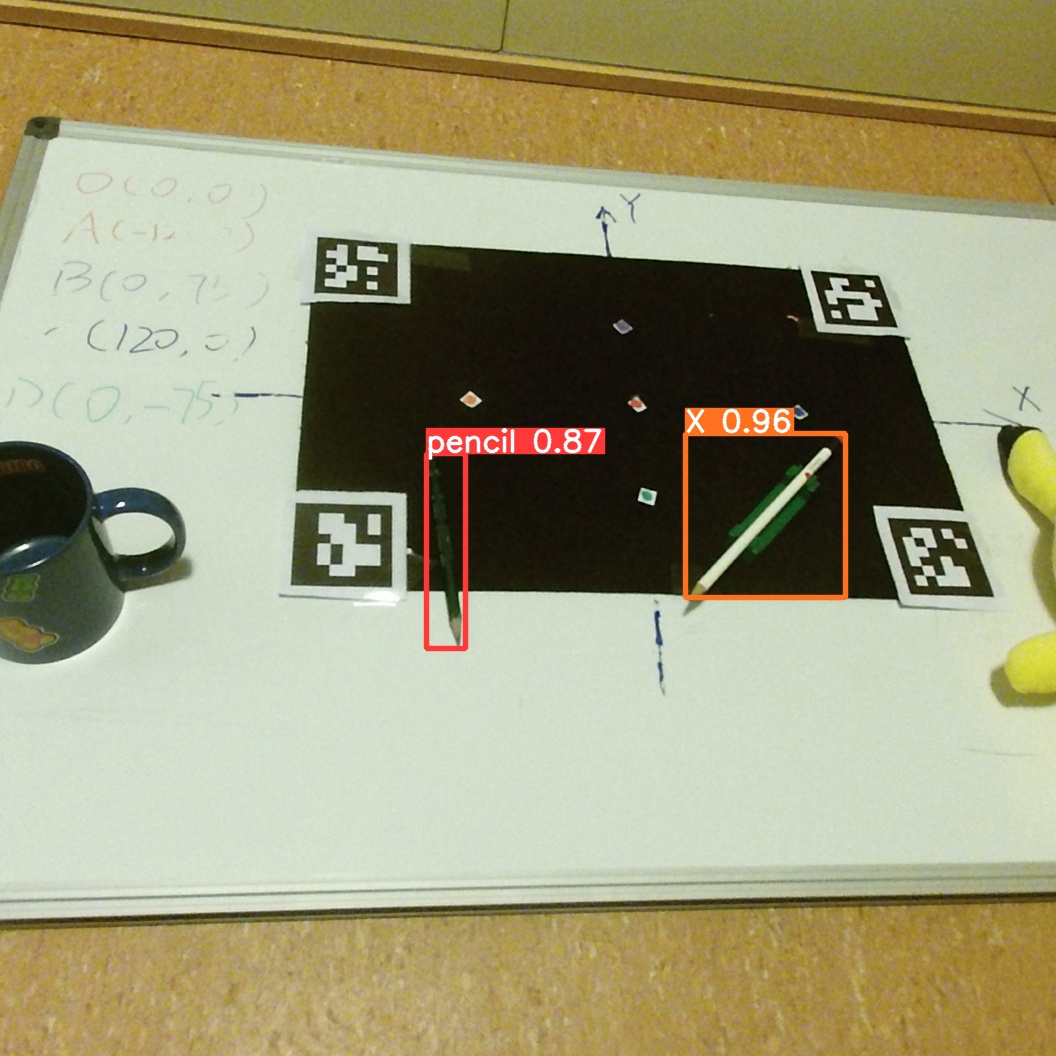 O(0,0)
Y
B(0,75)
(120,0)
D(0,-75)
X
X 0.96
pencil 0.87